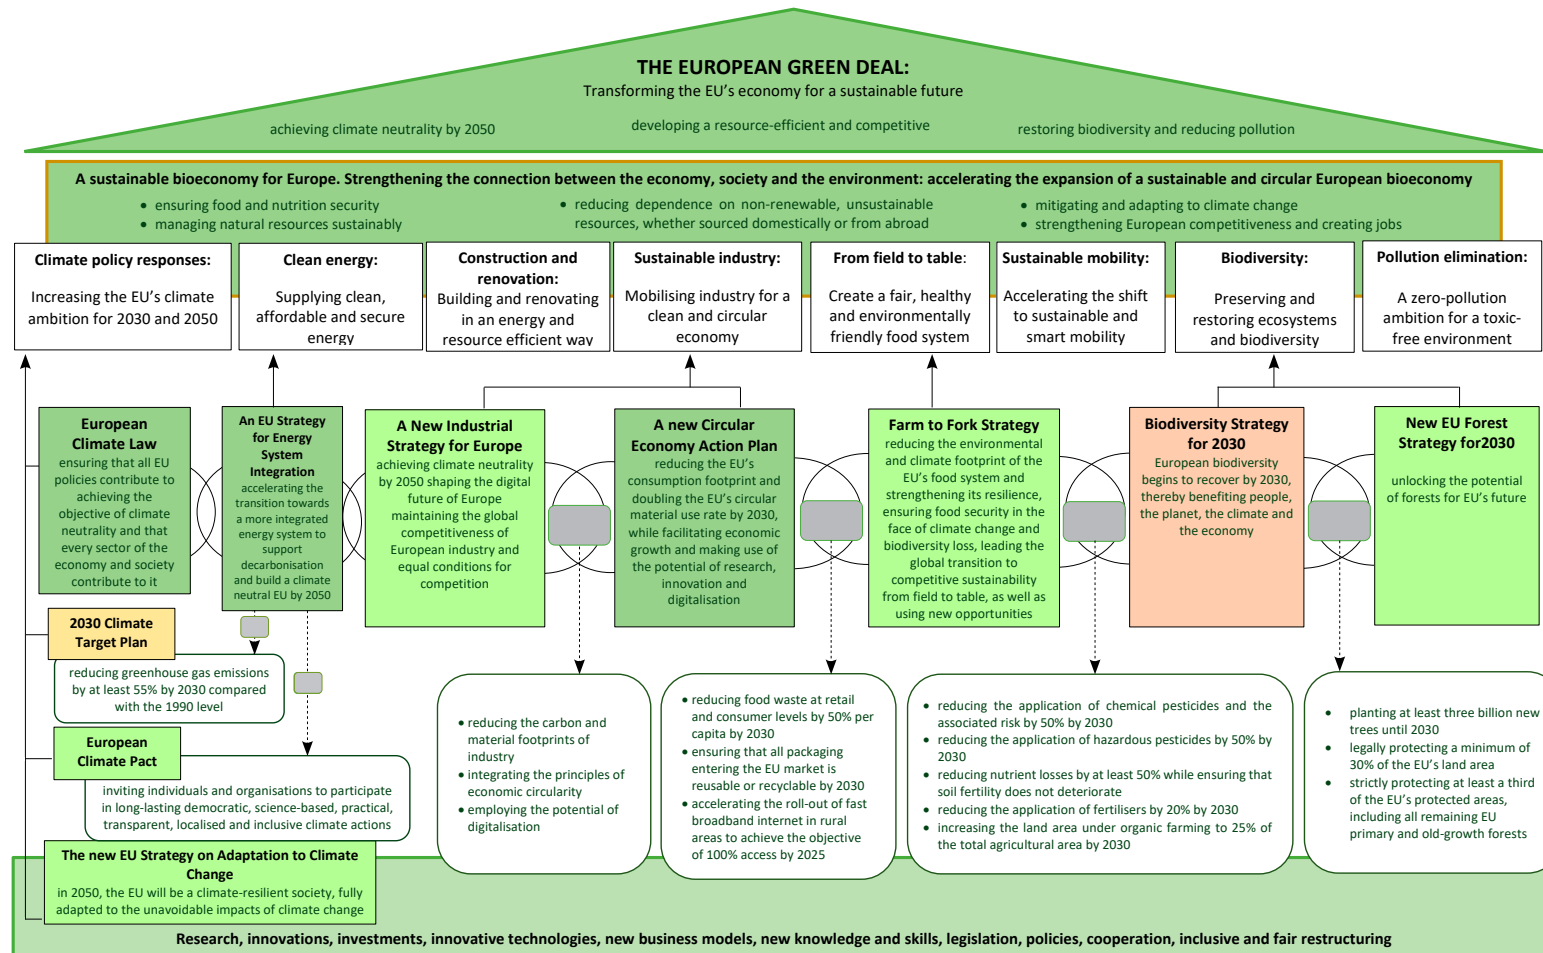 THE EUROPEAN GREEN DEAL:
Transforming the EU's economy for a sustainable future
achieving climate neutrality by 2050
developing a resource-efficient and competitive
restoring biodiversity and reducing pollution
A sustainable bioeconomy for Europe. Strengthening the connection between the economy, society and the environment: accelerating the expansion of a sustainable and circular European bioeconomy
• ensuring food and nutrition security
• managing natural resources sustainably
• reducing dependence on non-renewable, unsustainable
resources, whether sourced domestically or from abroad
• mitigating and adapting to climate change
• strengthening European competitiveness and creating jobs
Climate policy responses:
Increasing the EU's climate
ambition for 2030 and 2050
Clean energy:
Supplying clean,
affordable and secure
energy
Construction and
renovation:
Building and renovating
in an energy and
resource efficient way
Sustainable industry:
Mobilising industry for a
clean and circular
economy
From field to table:
Create a fair, healthy
and environmentally
friendly food system
Sustainable mobility:
Accelerating the shift
to sustainable and
smart mobility
Biodiversity:
Preserving and
restoring ecosystems
and biodiversity
Pollution elimination:
A zero-pollution
ambition for a toxic-
free environment
European
Climate Law
ensuring that all EU
policies contribute to
achieving the
objective of climate
neutrality and that
every sector of the
economy and society
contribute to it
An EU Strategy
for Energy
System
Integration
accelerating the
transition towards
a more integrated
energy system to
support
decarbonisation
and build a climate
neutral EU by 2050
A New Industrial
Strategy for Europe
achieving climate neutrality
by 2050 shaping the digital
future of Europe
maintaining the global
competitiveness of
European industry and
equal conditions for
competition
A new Circular
Economy Action Plan
reducing the EU's
consumption footprint and
doubling the EU's circular
material use rate by 2030,
while facilitating economic
growth and making use of
the potential of research,
innovation and
digitalisation
Farm to Fork Strategy
reducing the environmental
and climate footprint of the
EU's food system and
strengthening its resilience,
ensuring food security in the
face of climate change and
biodiversity loss, leading the
global transition to
competitive sustainability
from field to table, as well as
using new opportunities
Biodiversity Strategy
for 2030
European biodiversity
begins to recover by 2030,
thereby benefiting people,
the planet, the climate and
the economy
New EU Forest
Strategy for2030
unlocking the potential
of forests for EU's future
2030 Climate
Target Plan
reducing greenhouse gas emissions
by at least 55% by 2030 compared
with the 1990 level
European
Climate Pact
inviting individuals and organisations to participate
in long-lasting democratic, science-based, practical,
transparent, localised and inclusive climate actions
The new EU Strategy on Adaptation to Climate
Change
in 2050, the EU will be a climate-resilient society, fully
adapted to the unavoidable impacts of climate change
• reducing the carbon and
material footprints of
industry
• integrating the principles of
economic circularity
• employing the potential of
digitalisation
• reducing food waste at retail
and consumer levels by 50% per
capita by 2030
• ensuring that all packaging
entering the EU market is
reusable or recyclable by 2030
• accelerating the roll-out of fast
broadband internet in rural
areas to achieve the objective
of 100% access by 2025
• reducing the application of chemical pesticides and the
associated risk by 50% by 2030
• reducing the application of hazardous pesticides by 50% by
2030
• reducing nutrient losses by at least 50% while ensuring that
soil fertility does not deteriorate
• reducing the application of fertilisers by 20% by 2030
• increasing the land area under organic farming to 25% of
the total agricultural area by 2030
• planting at least three billion new
trees until 2030
• legally protecting a minimum of
30% of the EU's land area
• strictly protecting at least a third
of the EU's protected areas,
including all remaining EU
primary and old-growth forests
Research, innovations, investments, innovative technologies, new business models, new knowledge and skills, legislation, policies, cooperation, inclusive and fair restructuring